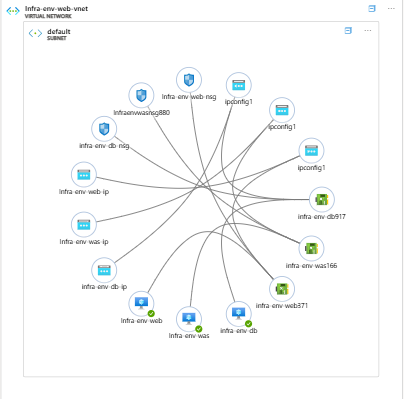 Infra-env-web-vnet
VIRTUAL NETWORK
default
SUBNET
Infra-env-web-nsg
ipconfig1
Infraenvwasnsg880
ipconfig1
infra-env-db-nsg
ipconfig1
Infra-env-web-ip
infra-env-db917
Infra-env-was-ip
infra-env-was166
infra-env-db-ip
infra-env-web371
Infra-env-web
Infra-env-was
infra-env-db